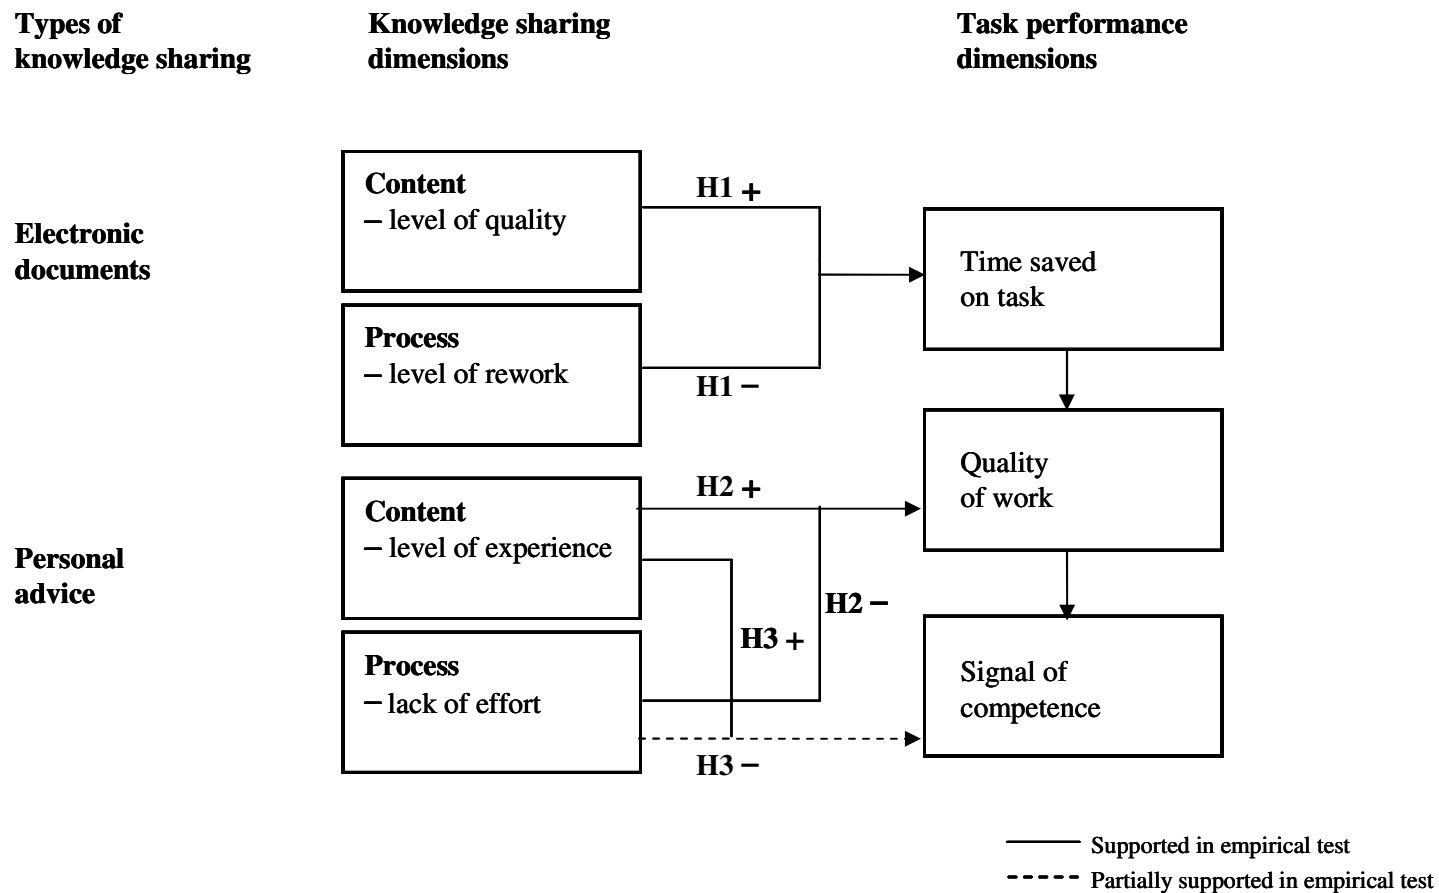 Types of
knowledge sharing
Knowledge sharing
dimensions
Task performance
dimensions
Electronic
documents
Content
– level of quality
H1 +
Process
– level of rework
H1 –
Time saved
on task
Personal
advice
Content
– level of experience
H2 +
Quality
of work
H2 –
H3 +
Process
– lack of effort
H3 –
Signal of
competence
Supported in empirical test
Partially supported in empirical test